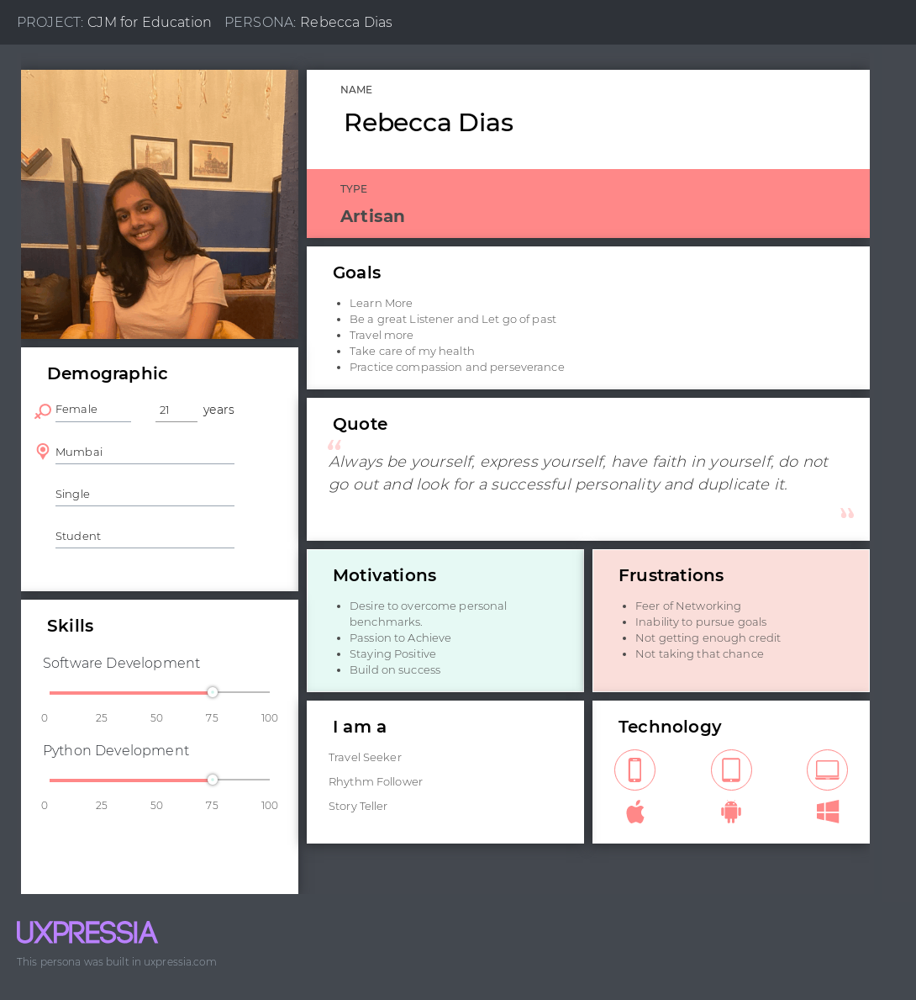 PROJECT: CJM for Education PERSONA: Rebecca Dias
NAME
Rebecca Dias
TYPE
Artisan
Goals
Learn More
Be a great Listener and Let go of past
Travel more
Take care of my health
Practice compassion and perseverance
Demographic
Female 21 years
Mumbai
Single
Student
Quote
“
Always be yourself, express yourself, have faith in yourself, do not
go out and look for a successful personality and duplicate it.
”
Motivations
Desire to overcome personal
benchmarks.
Passion to Achieve
Staying Positive
Build on success
Frustrations
Feer of Networking
Inability to pursue goals
Not getting enough credit
Not taking that chance
Skills
Software Development
0 25 50 75 100
Python Development
0 25 50 75 100
I am a
Travel Seeker
Rhythm Follower
Story Teller
Technology
UXPRESSIA
This persona was built in uxpressia.com